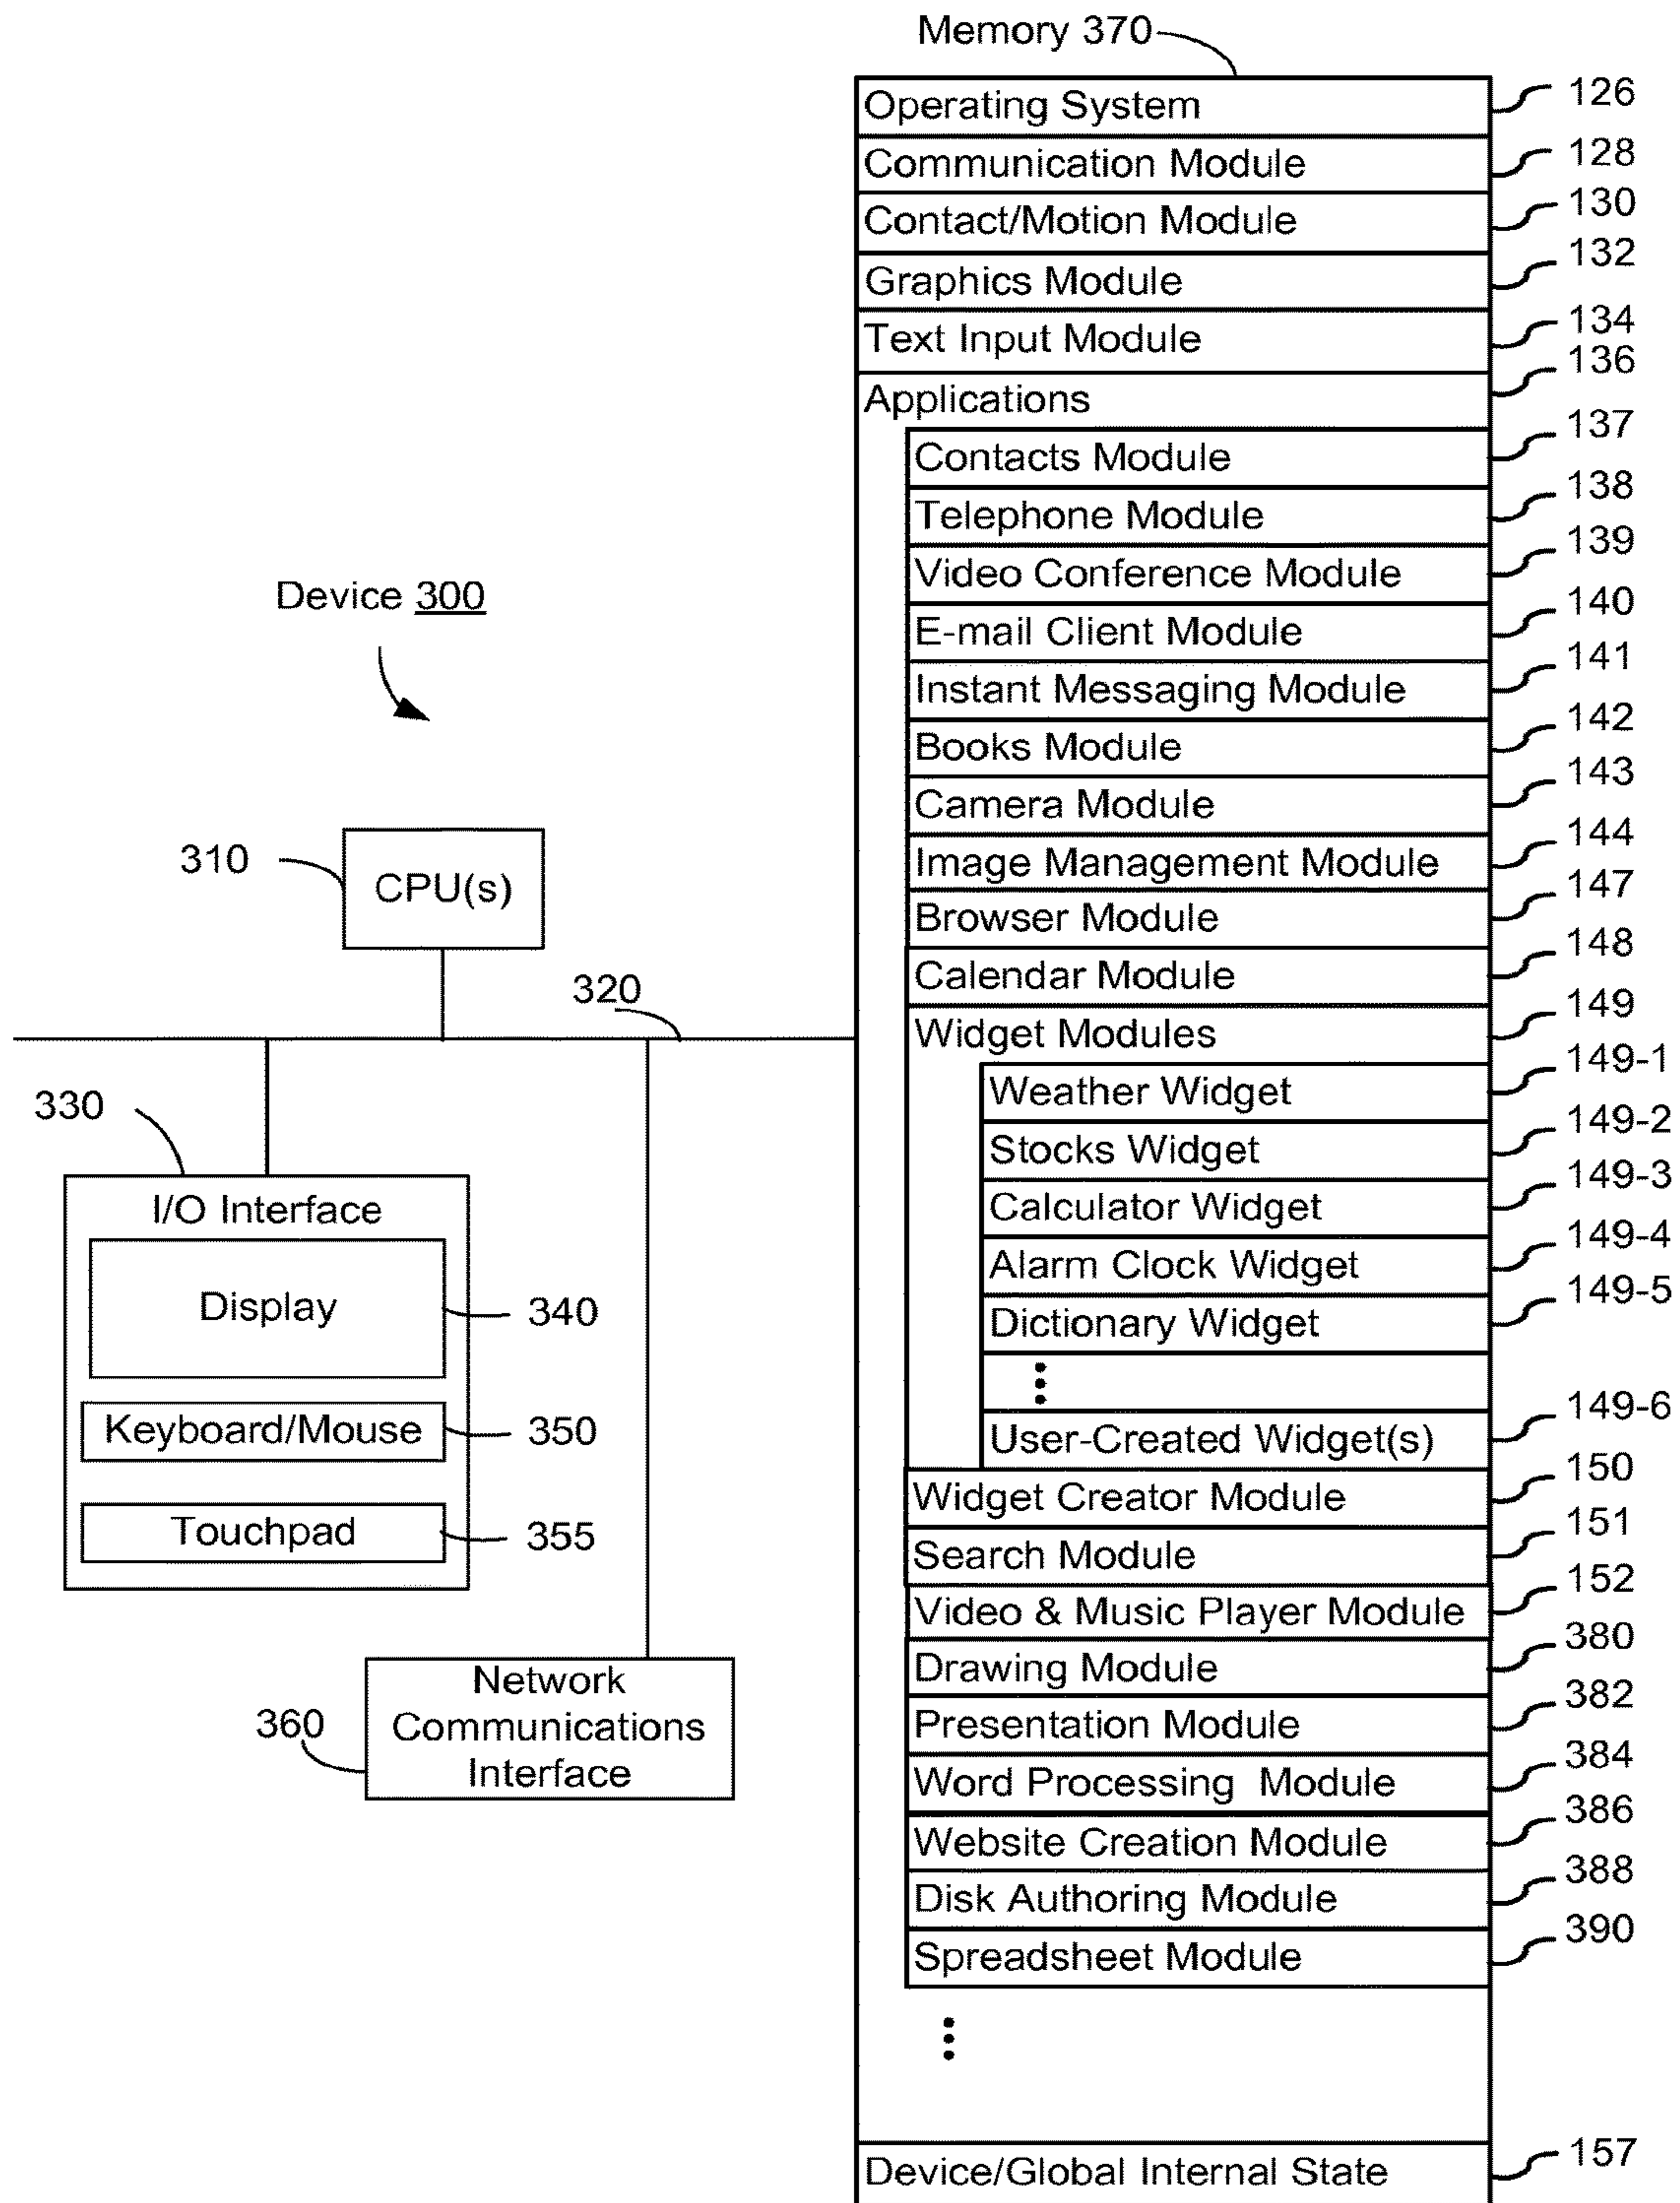 Memory 370
Operating System 126
Communication Module 128
Contact/Motion Module 130
Graphics Module 132
Text Input Module 134
Applications 136
Contacts Module 137
Telephone Module 138
Video Conference Module 139
E-mail Client Module 140
Instant Messaging Module 141
Books Module 142
Camera Module 143
Image Management Module 144
Browser Module 147
Calendar Module 148
Widget Modules 149
Weather Widget 149-1
Stocks Widget 149-2
Calculator Widget 149-3
Alarm Clock Widget 149-4
Dictionary Widget 149-5
User-Created Widget(s) 149-6
Widget Creator Module 150
Search Module 151
Video & Music Player Module 152
Drawing Module 380
Presentation Module 382
Word Processing Module 384
Website Creation Module 386
Disk Authoring Module 388
Spreadsheet Module 390
Device/Global Internal State 157
Device 300
310
CPU(s)
320
330
I/O Interface
Display 340
Keyboard/Mouse 350
Touchpad 355
360
Network
Communications
Interface